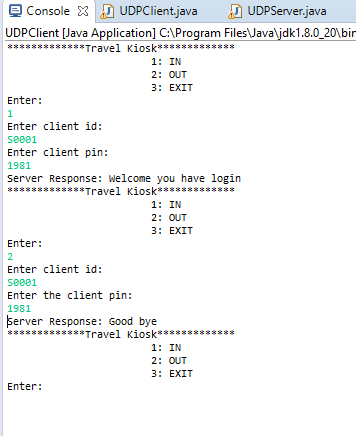 Console UDPClient.java UDPServer.java
UDPClient [Java Application] C:\Program Files\Java\jdk1.8.0_20\bin
*************Travel Kiosk*************
1: IN
2: OUT
3: EXIT
Enter:
1
Enter client id:
S0001
Enter client pin:
1981
Server Response: Welcome you have login
*************Travel Kiosk*************
1: IN
2: OUT
3: EXIT
Enter:
2
Enter client id:
S0001
Enter the client pin:
1981
Server Response: Good bye
*************Travel Kiosk*************
1: IN
2: OUT
3: EXIT
Enter: